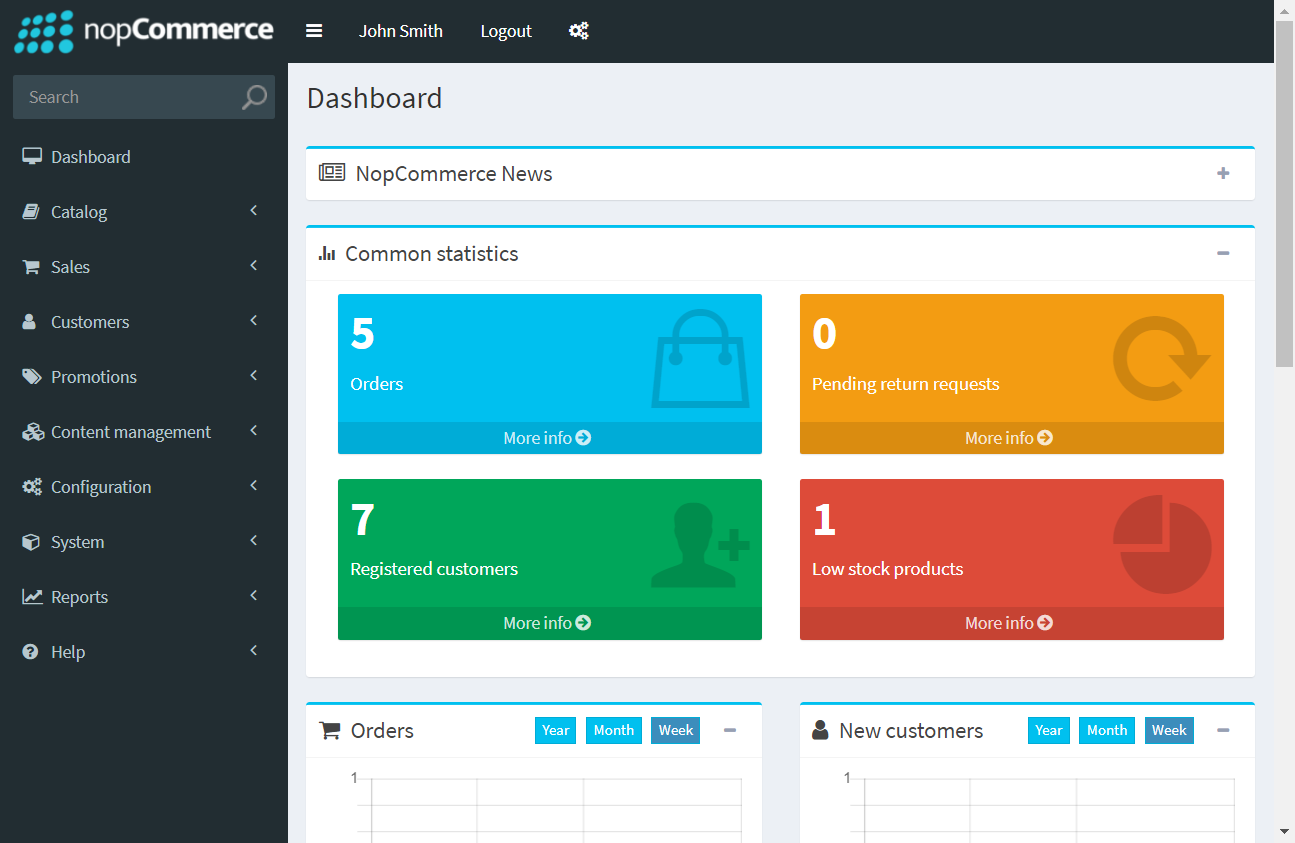 nopCommerce John Smith Logout
Search
Dashboard
Catalog
Sales
Customers
Promotions
Content management
Configuration
System
Reports
Help
Dashboard
NopCommerce News
Common statistics
5
Orders
More info
0
Pending return requests
More info
7
Registered customers
More info
1
Low stock products
More info
Orders Year Month Week
1
New customers Year Month Week
1